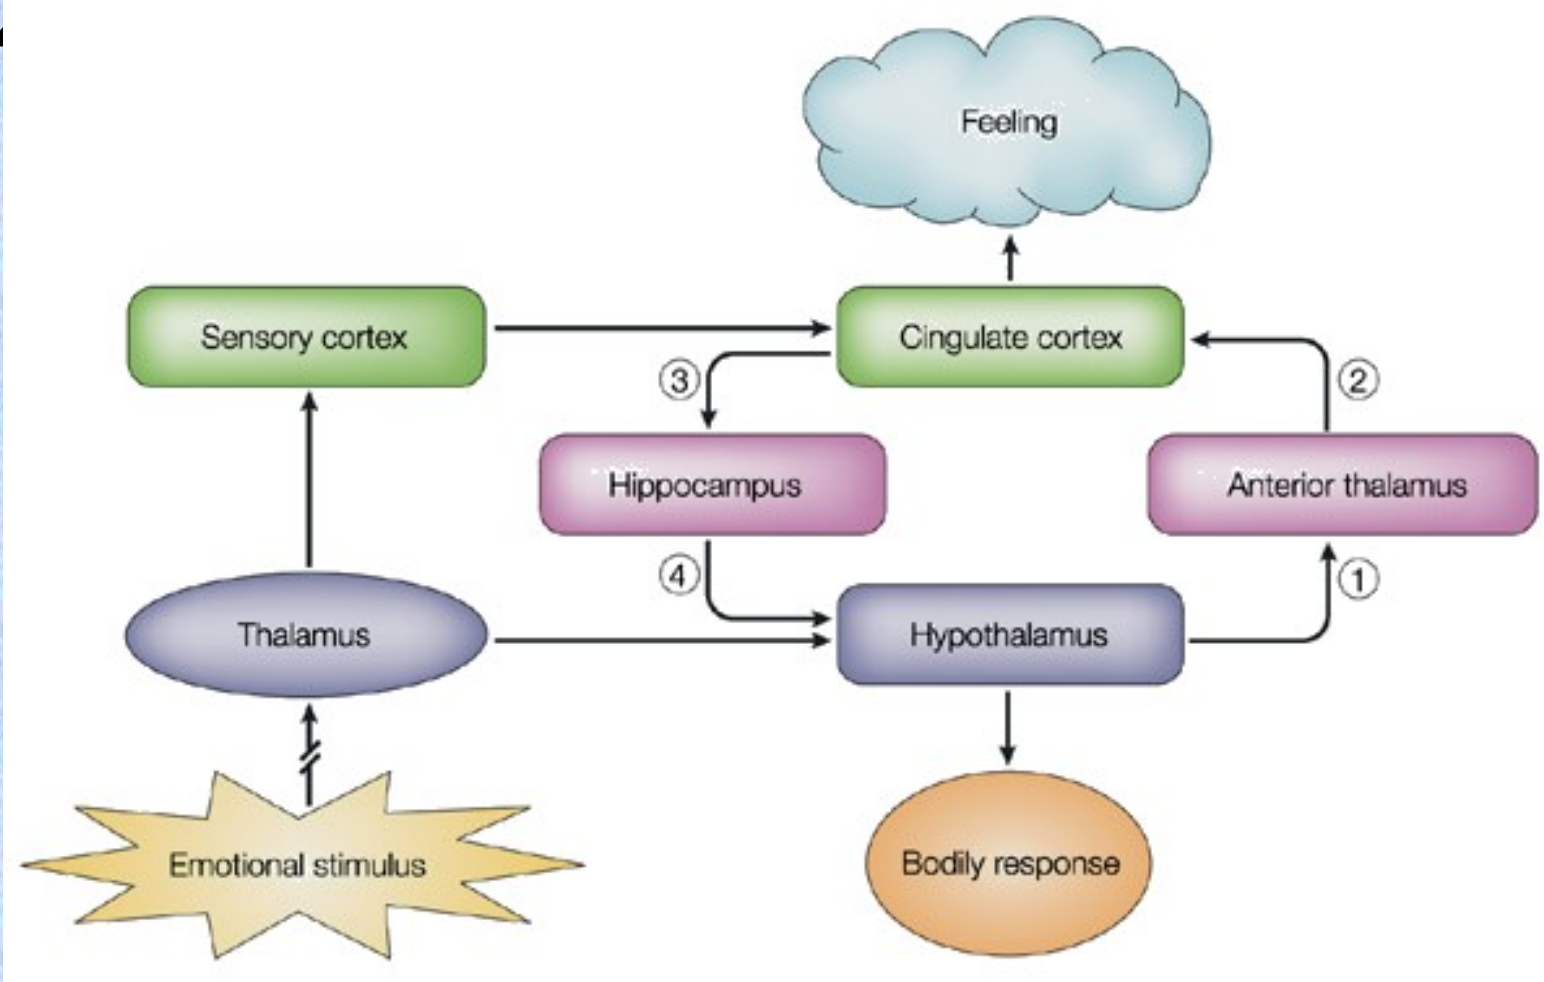 Feeling
Sensory cortex
Cingulate cortex
3
2
Hippocampus
Anterior thalamus
4
1
Thalamus
Hypothalamus
Emotional stimulus
Bodily response